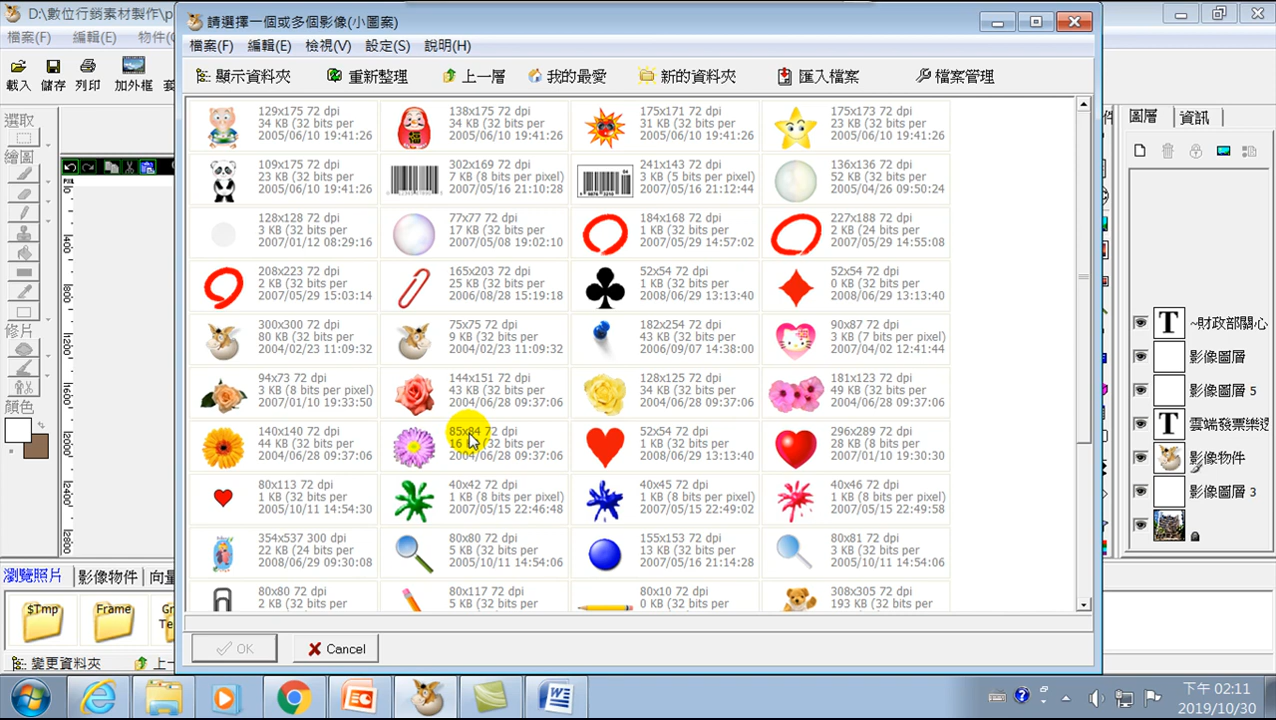 D:\數位行銷素材製作\p
檔案(F) 編輯(E) 物件(
載入 儲存 列印 加外框
請選擇一個或多個影像(小圖案)
檔案(F) 編輯(E) 檢視(V) 設定(S) 說明(H)
顯示資料夾 重新整理 上一層 我的最愛 新的資料夾 匯入檔案 檔案管理
129x175 72 dpi
34 KB (32 bits per
2005/06/10 19:41:26
138x175 72 dpi
34 KB (32 bits per
2005/06/10 19:41:26
175x171 72 dpi
31 KB (32 bits per
2005/06/10 19:41:26
175x173 72 dpi
23 KB (32 bits per
2005/06/10 19:41:26
109x175 72 dpi
23 KB (32 bits per
2005/06/10 19:41:26
302x169 72 dpi
7 KB (8 bits per pixel)
2007/05/16 21:10:28
241x143 72 dpi
3 KB (5 bits per pixel)
2007/05/16 21:12:44
136x136 72 dpi
52 KB (32 bits per
2005/04/26 09:50:24
128x128 72 dpi
3 KB (32 bits per
2007/01/12 08:29:16
77x77 72 dpi
17 KB (32 bits per
2007/05/08 19:02:10
184x168 72 dpi
1 KB (32 bits per
2007/05/29 14:57:02
227x188 72 dpi
2 KB (24 bits per
2007/05/29 14:55:08
208x223 72 dpi
2 KB (32 bits per
2007/05/29 15:03:14
165x203 72 dpi
25 KB (32 bits per
2006/08/28 15:19:18
52x54 72 dpi
1 KB (32 bits per
2008/06/29 13:13:40
52x54 72 dpi
0 KB (32 bits per
2008/06/29 13:13:40
300x300 72 dpi
80 KB (32 bits per
2004/02/23 11:09:32
75x75 72 dpi
9 KB (32 bits per
2004/02/23 11:09:32
182x254 72 dpi
43 KB (32 bits per
2006/09/07 14:38:00
90x87 72 dpi
3 KB (7 bits per pixel)
2007/04/02 12:41:44
94x73 72 dpi
3 KB (8 bits per pixel)
2007/01/10 19:33:50
144x151 72 dpi
43 KB (32 bits per
2004/06/28 09:37:06
128x125 72 dpi
34 KB (32 bits per
2004/06/28 09:37:06
181x123 72 dpi
49 KB (32 bits per
2004/06/28 09:37:06
140x140 72 dpi
44 KB (32 bits per
2004/06/28 09:37:06
85x84 72 dpi
16 (32 bits per
2004/06/28 09:37:06
52x54 72 dpi
1 KB (32 bits per
2008/06/29 13:13:40
296x289 72 dpi
28 KB (8 bits per pixel)
2007/01/10 19:30:30
80x113 72 dpi
1 KB (32 bits per
2005/10/11 14:54:30
40x42 72 dpi
1 KB (8 bits per pixel)
2007/05/15 22:46:48
40x45 72 dpi
1 KB (8 bits per pixel)
2007/05/15 22:49:02
40x46 72 dpi
1 KB (8 bits per pixel)
2007/05/15 22:49:58
354x537 300 dpi
22 KB (24 bits per
2008/06/29 09:30:08
80x80 72 dpi
5 KB (32 bits per
2005/10/11 14:54:06
155x153 72 dpi
13 KB (32 bits per
2007/05/16 21:14:28
80x81 72 dpi
3 KB (32 bits per
2005/10/11 14:54:06
80x80 72 dpi
2 KB (32 bits per
80x117 72 dpi
5 KB (32 bits per
80x10 72 dpi
0 KB (32 bits per
308x305 72 dpi
193 KB (32 bits per
OK Cancel
選取
繪圖
修片
顏色
圖層 資訊
~財政部關心
影像圖層
影像圖層 5
雲端發票樂透
影像物件
影像圖層 3
瀏覽照片 影像物件 向量
$Tmp Frame
變更資料夾 上一
下午 02:11
2019/10/30